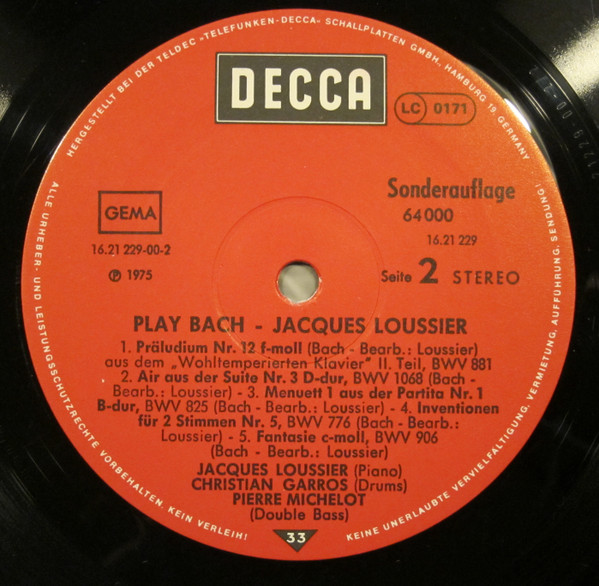 HERGESTELLT BEI DER TELDEC »TELEFUNKEN-DECCA« SCHALLPLATTEN GMBH., HAMBURG 19 GERMANY
DECCA
LC 0171
GEMA
Sonderauflage
64 000
16.21 229-00-2
16.21 229
℗ 1975
Seite 2 STEREO
PLAY BACH - JACQUES LOUSSIER
1. Präludium Nr. 12 f-moll (Bach - Bearb.: Loussier)
aus dem „Wohltemperierten Klavier" II. Teil, BWV 881
2. Air aus der Suite Nr. 3 D-dur, BWV 1068 (Bach -
Bearb.: Loussier) - 3. Menuett 1 aus der Partita Nr. 1
B-dur, BWV 825 (Bach - Bearb.: Loussier) - 4. Inventionen
für 2 Stimmen Nr. 5, BWV 776 (Bach - Bearb.:
Loussier) - 5. Fantasie c-moll, BWV 906
(Bach - Bearb.: Loussier)
JACQUES LOUSSIER (Piano)
CHRISTIAN GARROS (Drums)
PIERRE MICHELOT
(Double Bass)
33
ALLE URHEBER- UND LEISTUNGSSCHUTZRECHTE VORBEHALTEN. KEIN VERLEIH!
KEINE UNERLAUBTE VERVIELFÄLTIGUNG, VERMIETUNG, AUFFÜHRUNG, SENDUNG!